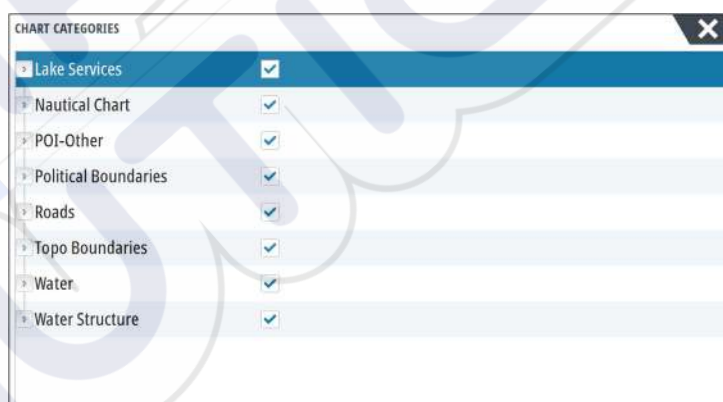 CHART CATEGORIES
Lake Services
Nautical Chart
POI-Other
Political Boundaries
Roads
Topo Boundaries
Water
Water Structure